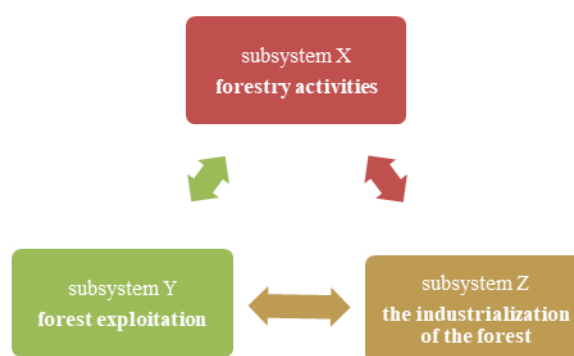 subsystem X
forestry activities
subsystem Y
forest exploitation
subsystem Z
the industrialization
of the forest